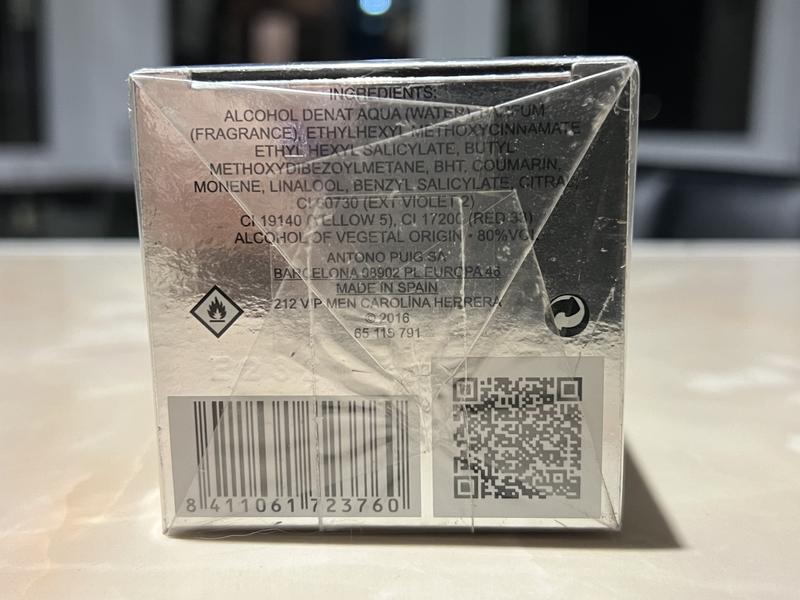 INGREDIENTS:
ALCOHOL DENAT AQUA (WATER) PARFUM
(FRAGRANCE), ETHYLHEXYL METHOXYCINNAMATE
ETHYL HEXYL SALICYLATE, BUTYL
METHOXYDIBEZOYLMETANE, BHT, COUMARIN,
MONENE, LINALOOL, BENZYL SALICYLATE, CITRAL,
CI 60730 (EXT VIOLET 2)
CI 19140 (YELLOW 5), CI 17200 (RED 33)
ALCOHOL OF VEGETAL ORIGIN - 80%VOL
ANTONO PUIG SA
BARCELONA 08902 PL EUROPA 46
MADE IN SPAIN
212 VIP MEN CAROLINA HERRERA
© 2016
65 115 791
8 411061 723760